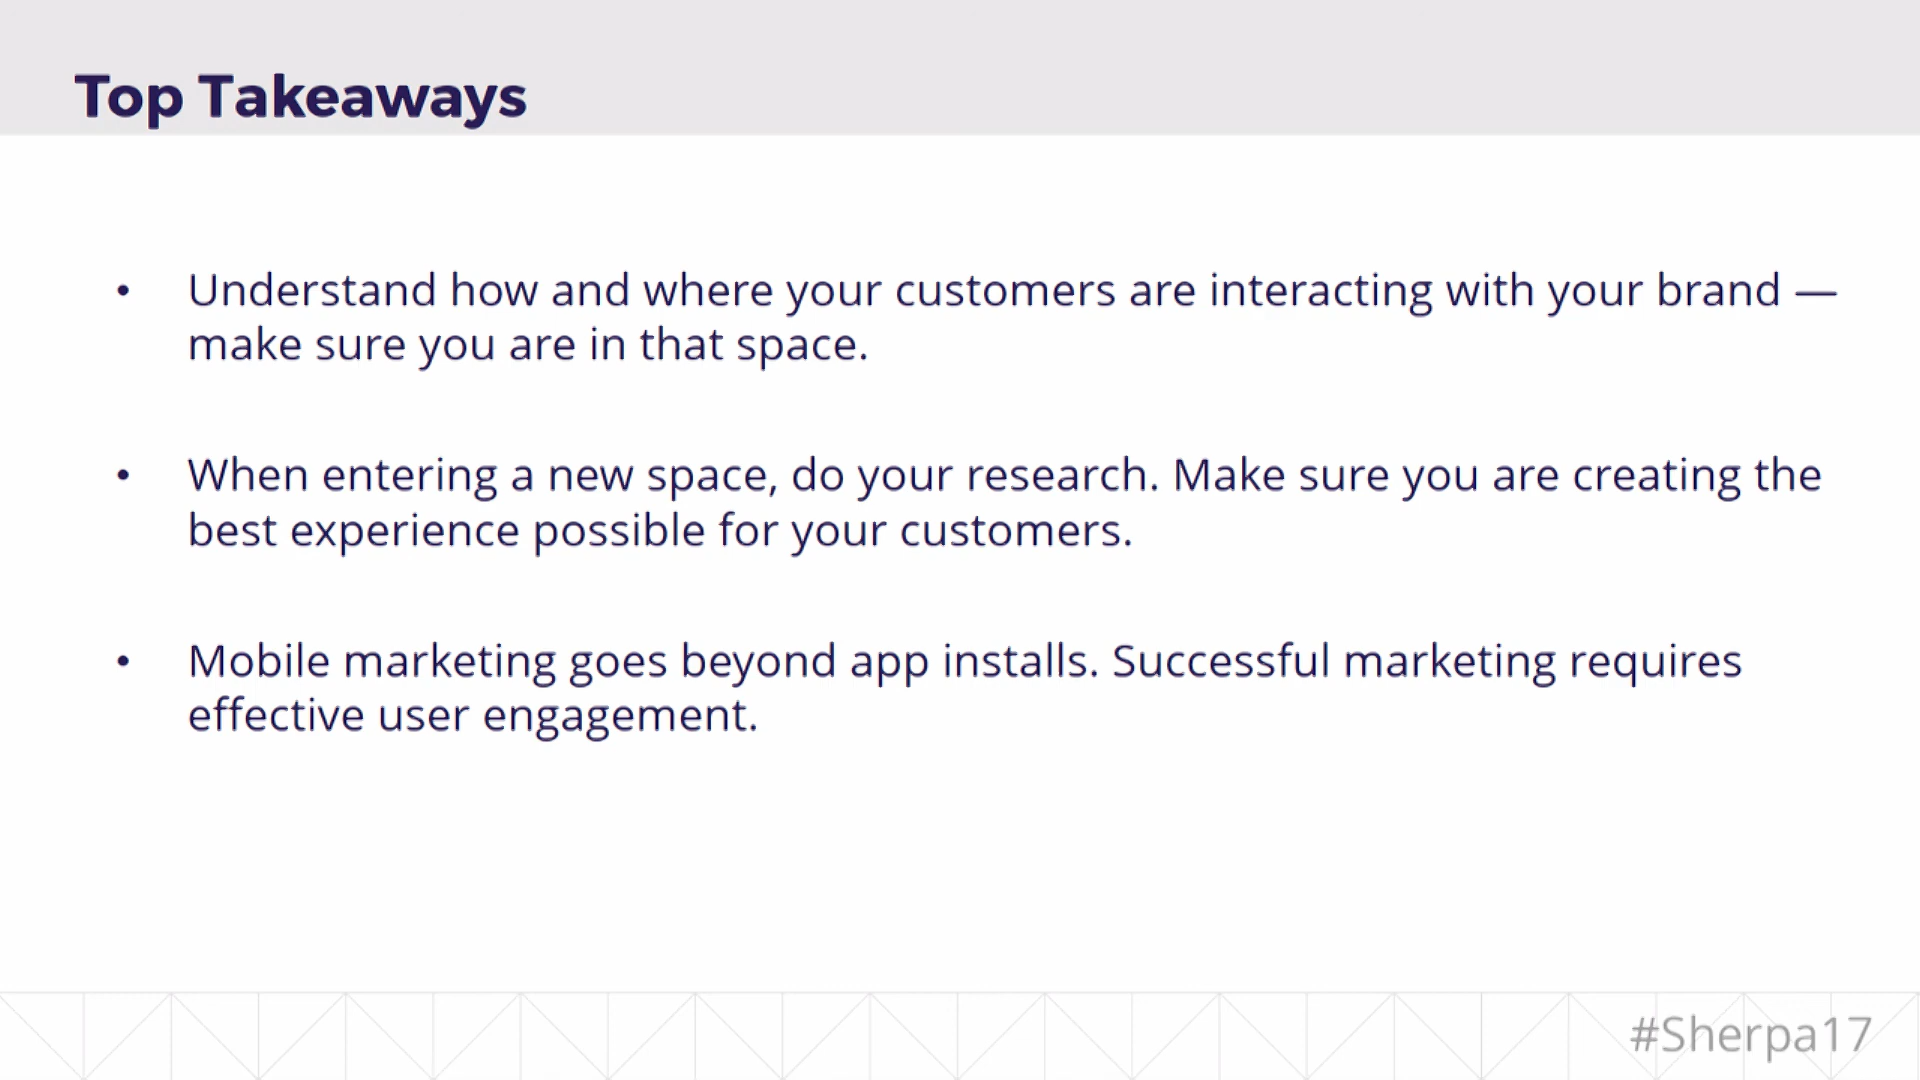 Top Takeaways
• Understand how and where your customers are interacting with your brand —
make sure you are in that space.
• When entering a new space, do your research. Make sure you are creating the
best experience possible for your customers.
• Mobile marketing goes beyond app installs. Successful marketing requires
effective user engagement.
#Sherpa17